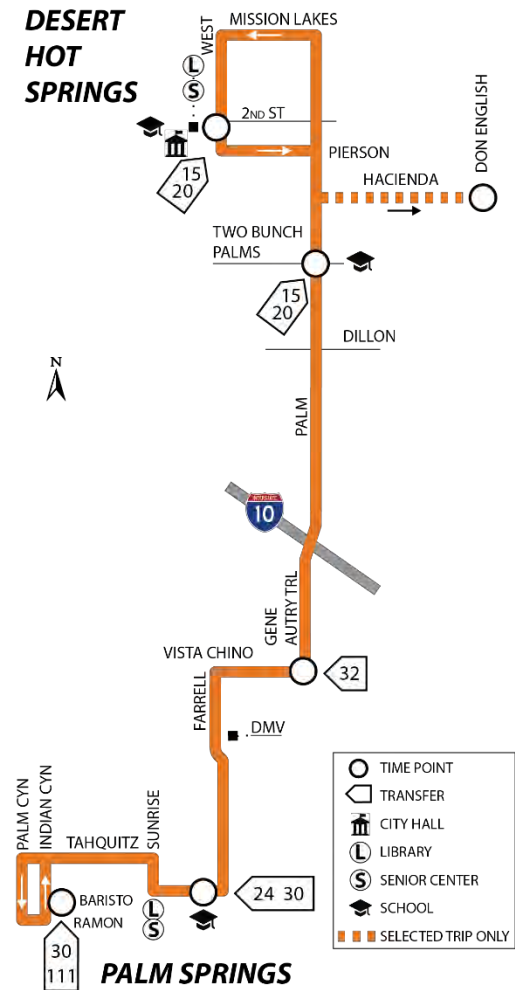 DESERT
HOT
SPRINGS
WEST
MISSION LAKES
L
S
2ND ST
15
20
PIERSON
HACIENDA
DON ENGLISH
TWO BUNCH
PALMS
15
20
DILLON
N
PALM
INTERSTATE
10
GENE
AUTRY TRL
VISTA CHINO
32
FARRELL
DMV
PALM CYN
INDIAN CYN
TAHQUITZ
SUNRISE
BARISTO
RAMON
L
S
24 30
30
111
PALM SPRINGS
TIME POINT
TRANSFER
CITY HALL
L LIBRARY
S SENIOR CENTER
SCHOOL
SELECTED TRIP ONLY